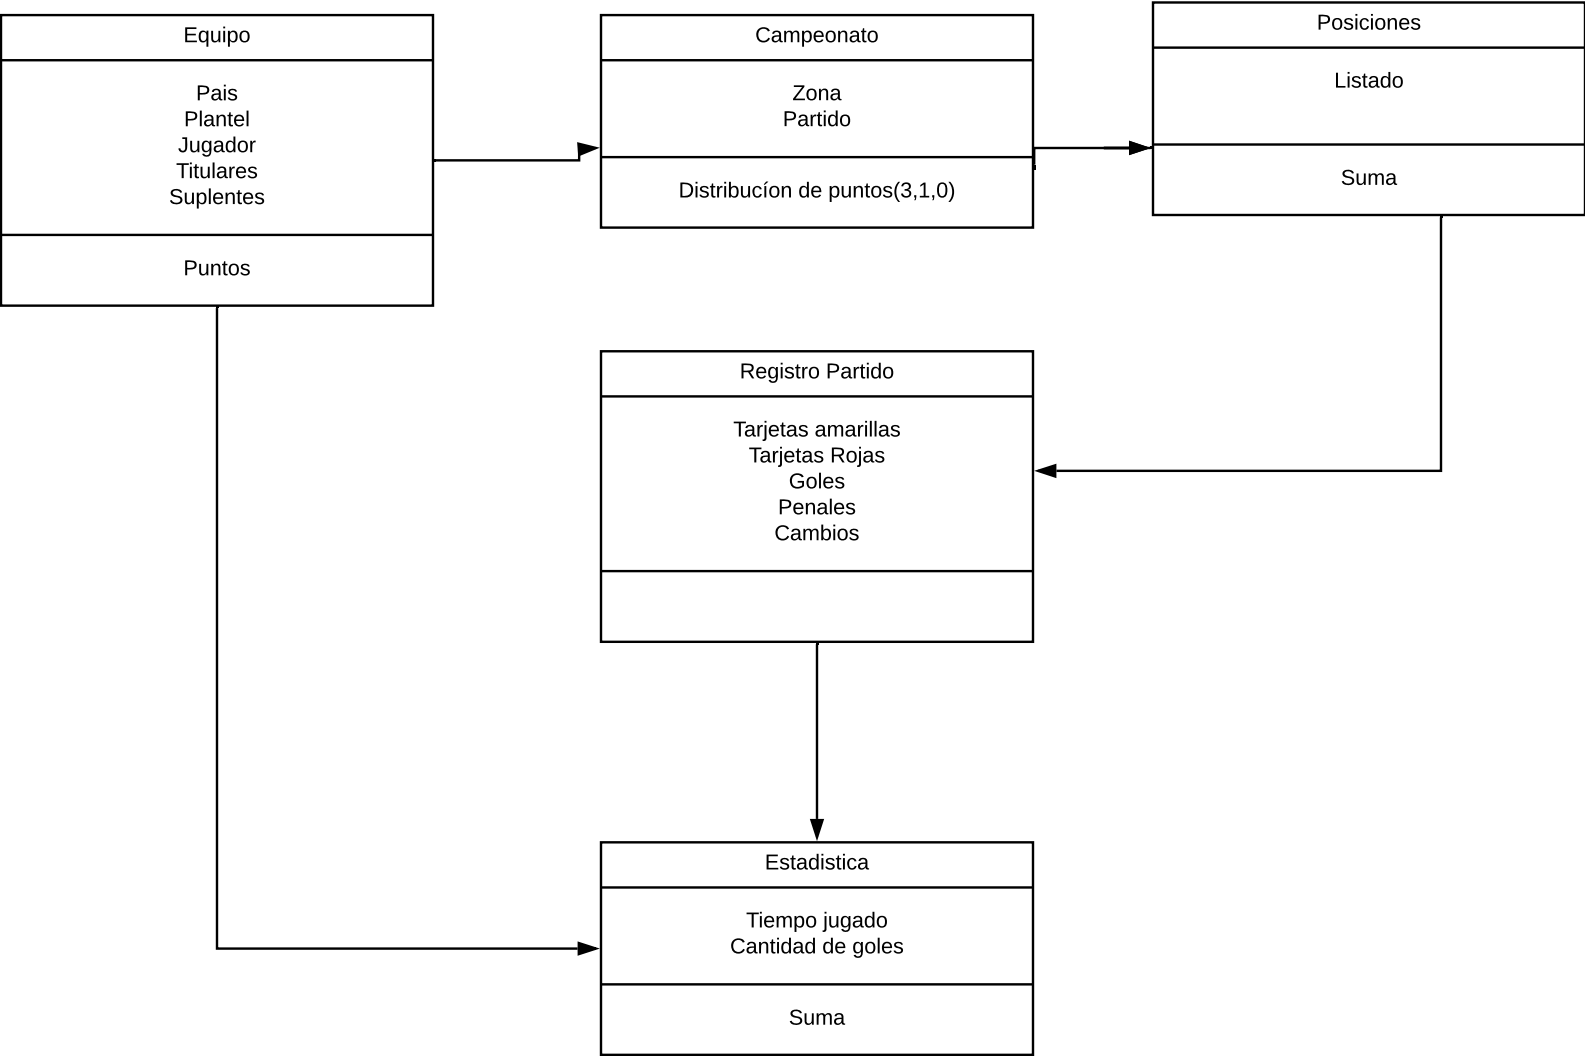 Equipo
Pais
Plantel
Jugador
Titulares
Suplentes
Puntos
Campeonato
Zona
Partido
Distribucíon de puntos(3,1,0)
Posiciones
Listado
Suma
Registro Partido
Tarjetas amarillas
Tarjetas Rojas
Goles
Penales
Cambios
Estadistica
Tiempo jugado
Cantidad de goles
Suma